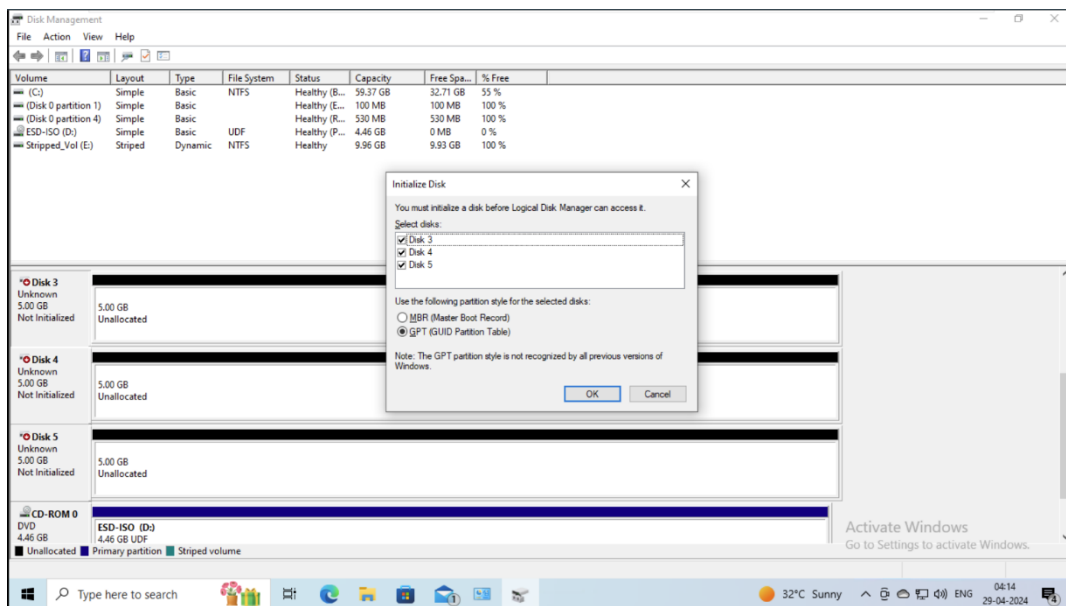 Disk Management
File Action View Help
Volume Layout Type File System Status Capacity Free Spa... % Free
(C:) Simple Basic NTFS Healthy (B... 59.37 GB 32.71 GB 55 %
(Disk 0 partition 1) Simple Basic Healthy (E... 100 MB 100 MB 100 %
(Disk 0 partition 4) Simple Basic Healthy (R... 530 MB 530 MB 100 %
ESD-ISO (D:) Simple Basic UDF Healthy (P... 4.46 GB 0 MB 0 %
Stripped_Vol (E:) Striped Dynamic NTFS Healthy 9.96 GB 9.93 GB 100 %
Initialize Disk
You must initialize a disk before Logical Disk Manager can access it.
Select disks:
Disk 3
Disk 4
Disk 5
Use the following partition style for the selected disks:
MBR (Master Boot Record)
GPT (GUID Partition Table)
Note: The GPT partition style is not recognized by all previous versions of
Windows.
OK Cancel
Disk 3
Unknown
5.00 GB
Not Initialized
5.00 GB
Unallocated
Disk 4
Unknown
5.00 GB
Not Initialized
5.00 GB
Unallocated
Disk 5
Unknown
5.00 GB
Not Initialized
5.00 GB
Unallocated
CD-ROM 0
DVD
4.46 GB
ESD-ISO (D:)
4.46 GB UDF
Unallocated Primary partition Striped volume
Activate Windows
Go to Settings to activate Windows.
Type here to search
32°C Sunny
ENG
04:14
29-04-2024